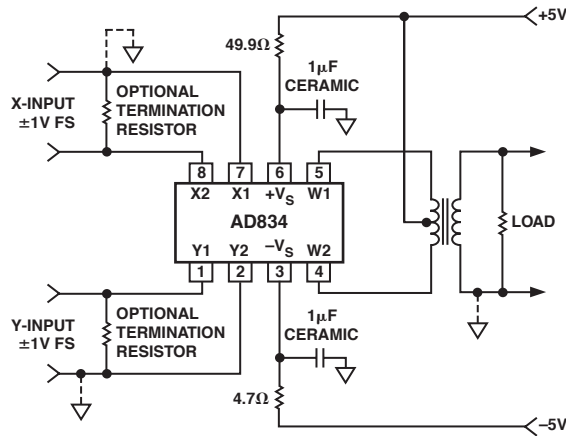 +5V
49.9Ω
1μF
CERAMIC
X-INPUT
±1V FS
OPTIONAL
TERMINATION
RESISTOR
8 7 6 5
X2 X1 +VS W1
AD834
Y1 Y2 –VS W2
1 2 3 4
LOAD
Y-INPUT
±1V FS
OPTIONAL
TERMINATION
RESISTOR
1μF
CERAMIC
4.7Ω
–5V